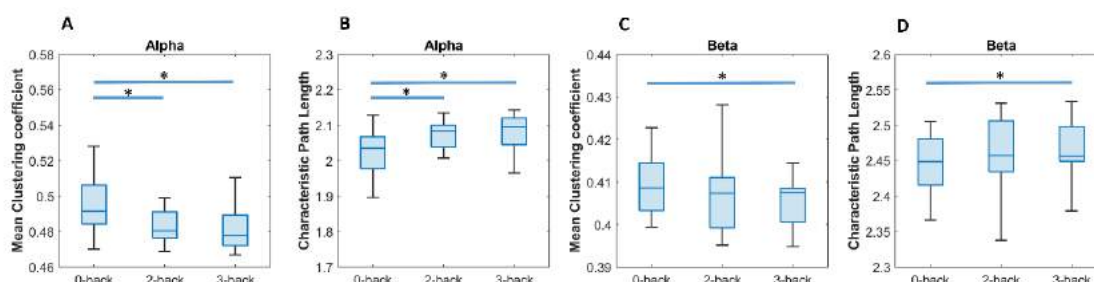 A
Alpha
Mean Clustering coefficient
0.58
0.56
0.54
0.52
0.5
0.48
0.46
*
*
0-back 2-back 3-back
B
Alpha
Characteristic Path Length
2.3
2.2
2.1
2
1.9
1.8
1.7
*
*
0-back 2-back 3-back
C
Beta
Mean Clustering coefficient
0.44
0.43
0.42
0.41
0.4
0.39
*
0-back 2-back 3-back
D
Beta
Characteristic Path Length
2.6
2.55
2.5
2.45
2.4
2.35
2.3
*
0-back 2-back 3-back